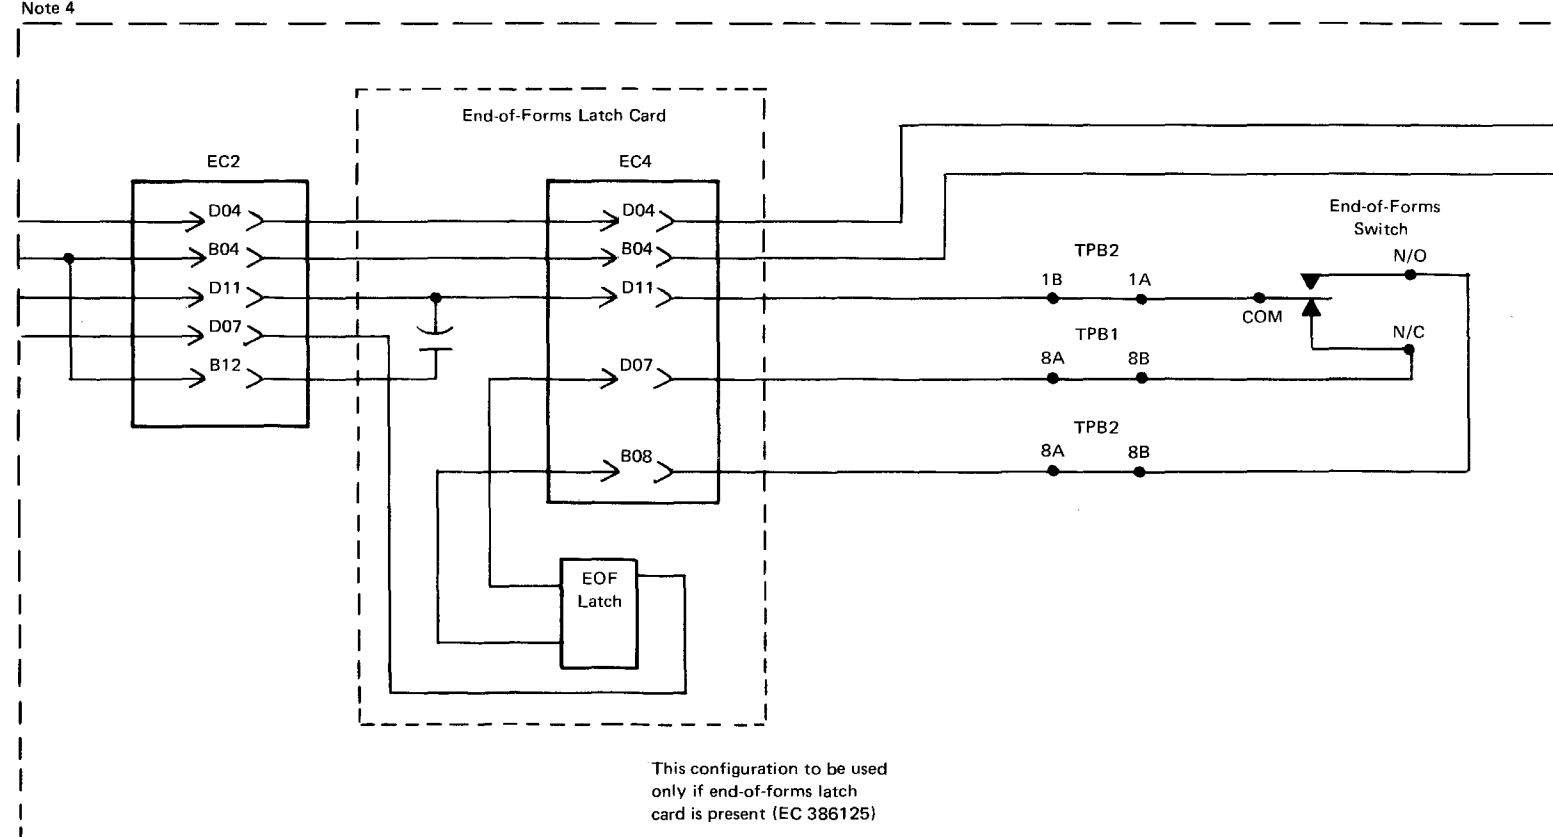 Note 4
End-of-Forms Latch Card
EC2
EC4
D04
B04
D11
D07
B12
D04
B04
D11
D07
B08
EOF
Latch
TPB2
1B 1A
TPB1
8A 8B
TPB2
8A 8B
End-of-Forms
Switch
N/O
COM
N/C
This configuration to be used
only if end-of-forms latch
card is present (EC 386125)